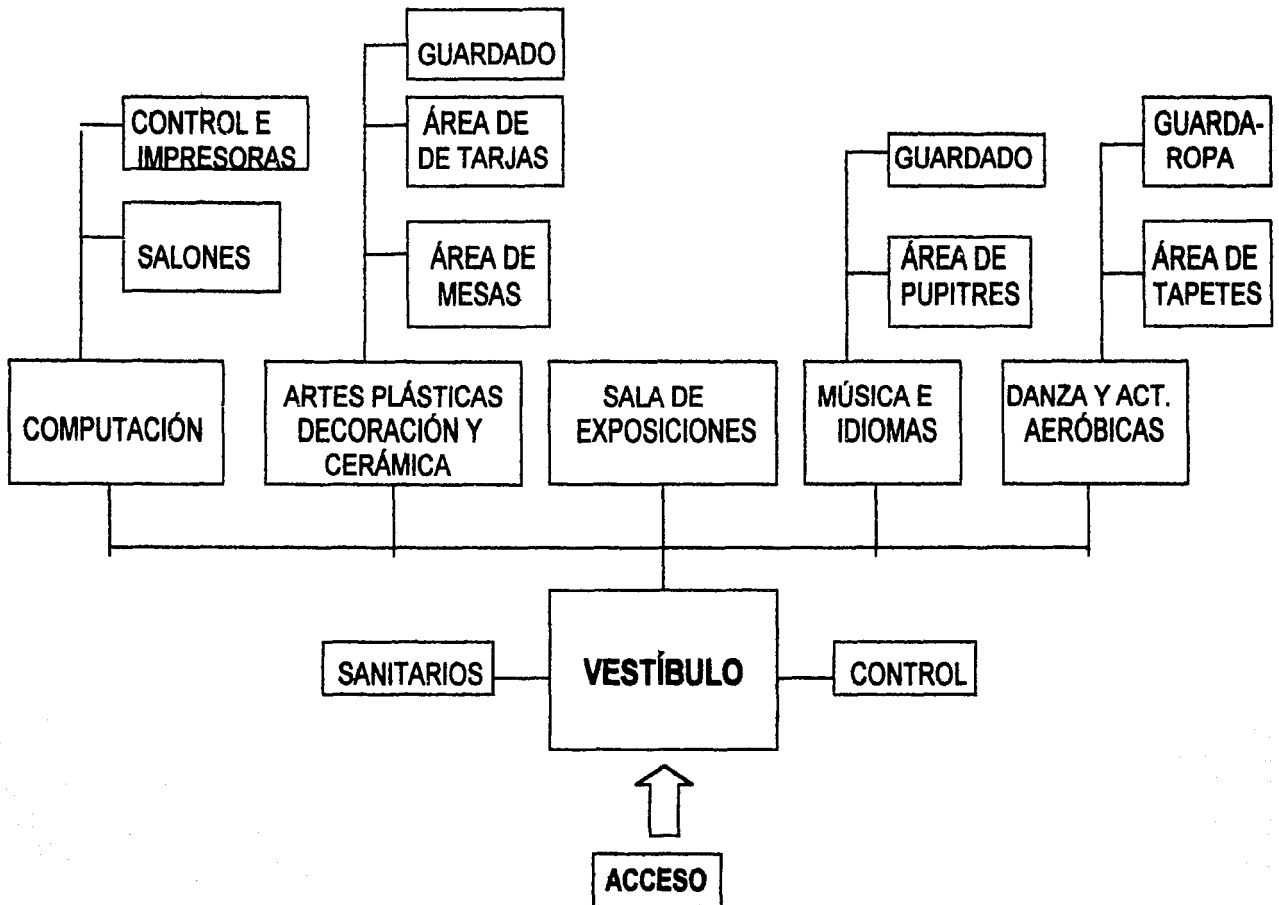 GUARDADO
CONTROL E
IMPRESORAS
ÁREA DE
DE TARJAS
GUARDADO
GUARDA-
ROPA
SALONES
ÁREA DE
MESAS
ÁREA DE
PUPITRES
ÁREA DE
TAPETES
COMPUTACIÓN
ARTES PLÁSTICAS
DECORACIÓN Y
CERÁMICA
SALA DE
EXPOSICIONES
MÚSICA E
IDIOMAS
DANZA Y ACT.
AERÓBICAS
SANITARIOS
VESTÍBULO
CONTROL
ACCESO